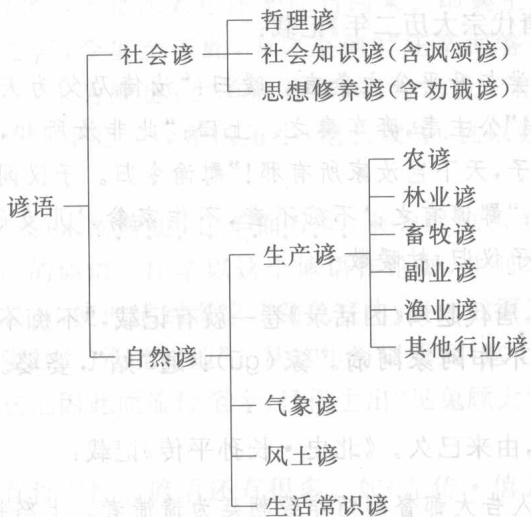 哲理谚
社会谚
社会知识谚(含讽颂谚)
思想修养谚(含劝诫谚)
农谚
林业谚
谚语
畜牧谚
生产谚
副业谚
渔业谚
自然谚
其他行业谚
气象谚
风土谚
生活常识谚